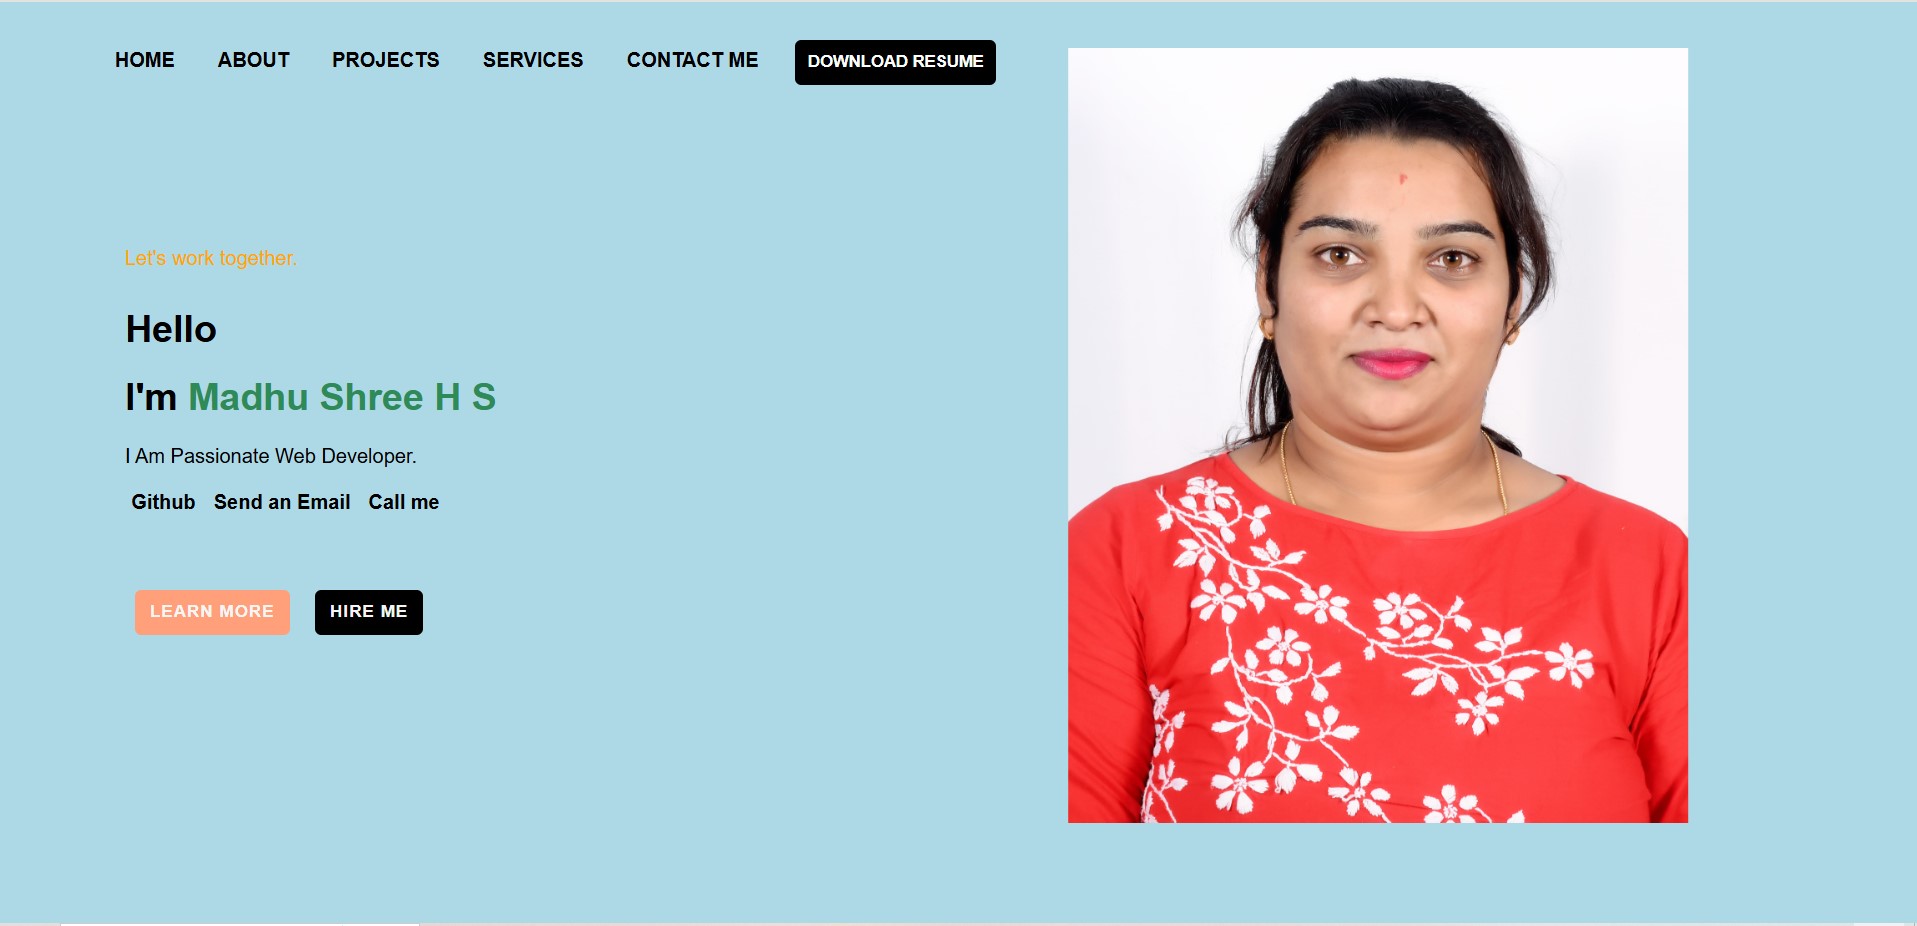 HOME ABOUT PROJECTS SERVICES CONTACT ME DOWNLOAD RESUME
Let's work together.
Hello
I'm Madhu Shree H S
I Am Passionate Web Developer.
Github Send an Email Call me
LEARN MORE HIRE ME